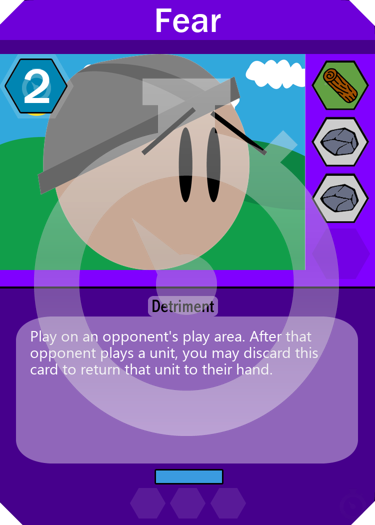 Fear
2
Detriment
Play on an opponent's play area. After that
opponent plays a unit, you may discard this
card to return that unit to their hand.